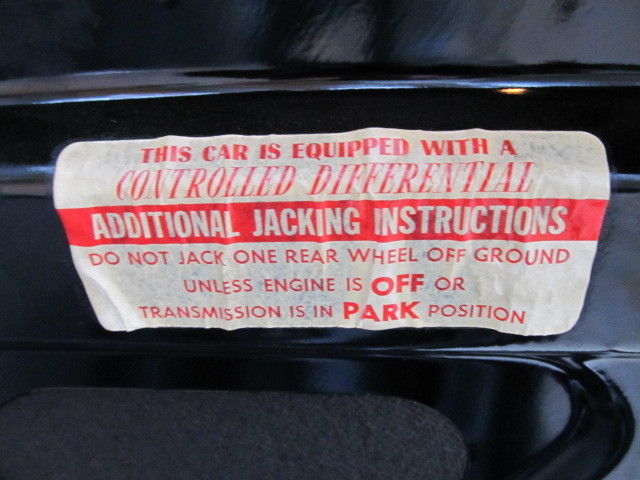 THIS CAR IS EQUIPPED WITH A
CONTROLLED DIFFERENTIAL
ADDITIONAL JACKING INSTRUCTIONS
DO NOT JACK ONE REAR WHEEL OFF GROUND
UNLESS ENGINE IS OFF OR
TRANSMISSION IS IN PARK POSITION